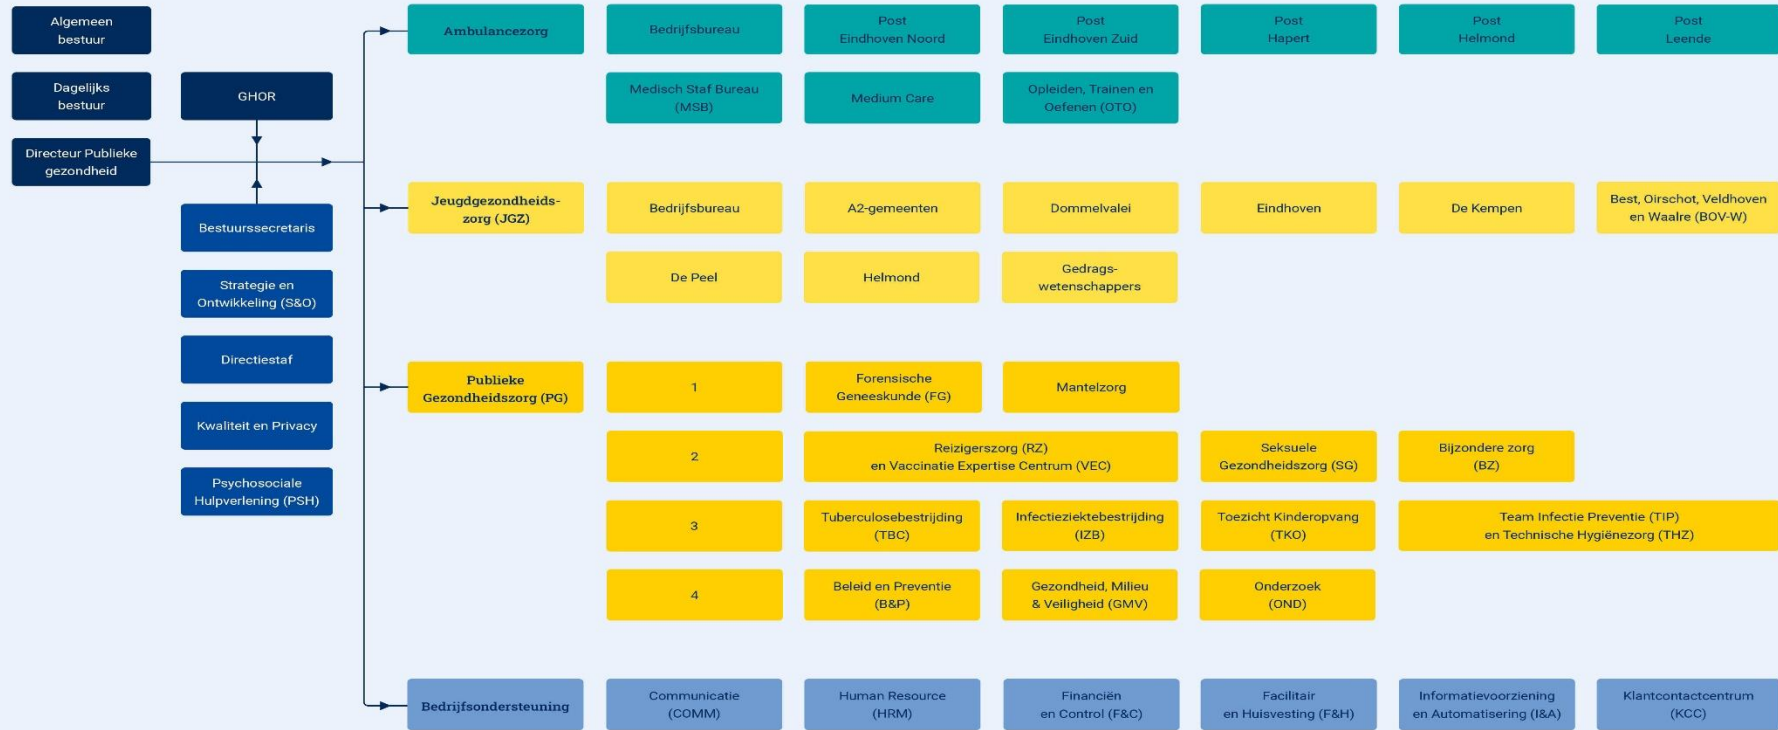 Algemeen
bestuur
Dagelijks
bestuur
Directeur Publieke
gezondheid
GHOR
Bestuurssecretaris
Strategie en
Ontwikkeling (S&O)
Directiestaf
Kwaliteit en Privacy
Psychosociale
Hulpverlening (PSH)
Ambulancezorg
Bedrijfsbureau
Post
Eindhoven Noord
Post
Eindhoven Zuid
Post
Hapert
Post
Helmond
Post
Leende
Medisch Staf Bureau
(MSB)
Medium Care
Opleiden, Trainen en
Oefenen (OTO)
Jeugdgezondheids-
zorg (JGZ)
Bedrijfsbureau
A2-gemeenten
Dommelvalei
Eindhoven
De Kempen
Best, Oirschot, Veldhoven
en Waalre (BOV-W)
De Peel
Helmond
Gedrags-
wetenschappers
Publieke
Gezondheidszorg (PG)
1
Forensische
Geneeskunde (FG)
Mantelzorg
2
Reizigerszorg (RZ)
en Vaccinatie Expertise Centrum (VEC)
Seksuele
Gezondheidszorg (SG)
Bijzondere zorg
(BZ)
3
Tuberculosebestrijding
(TBC)
Infectieziektebestrijding
(IZB)
Toezicht Kinderopvang
(TKO)
Team Infectie Preventie (TIP)
en Technische Hygiënezorg (THZ)
4
Beleid en Preventie
(B&P)
Gezondheid, Milieu
& Veiligheid (GMV)
Onderzoek
(OND)
Bedrijfsondersteuning
Communicatie
(COMM)
Human Resource
(HRM)
Financiën
en Control (F&C)
Facilitair
en Huisvesting (F&H)
Informatievoorziening
en Automatisering (I&A)
Klantcontactcentrum
(KCC)